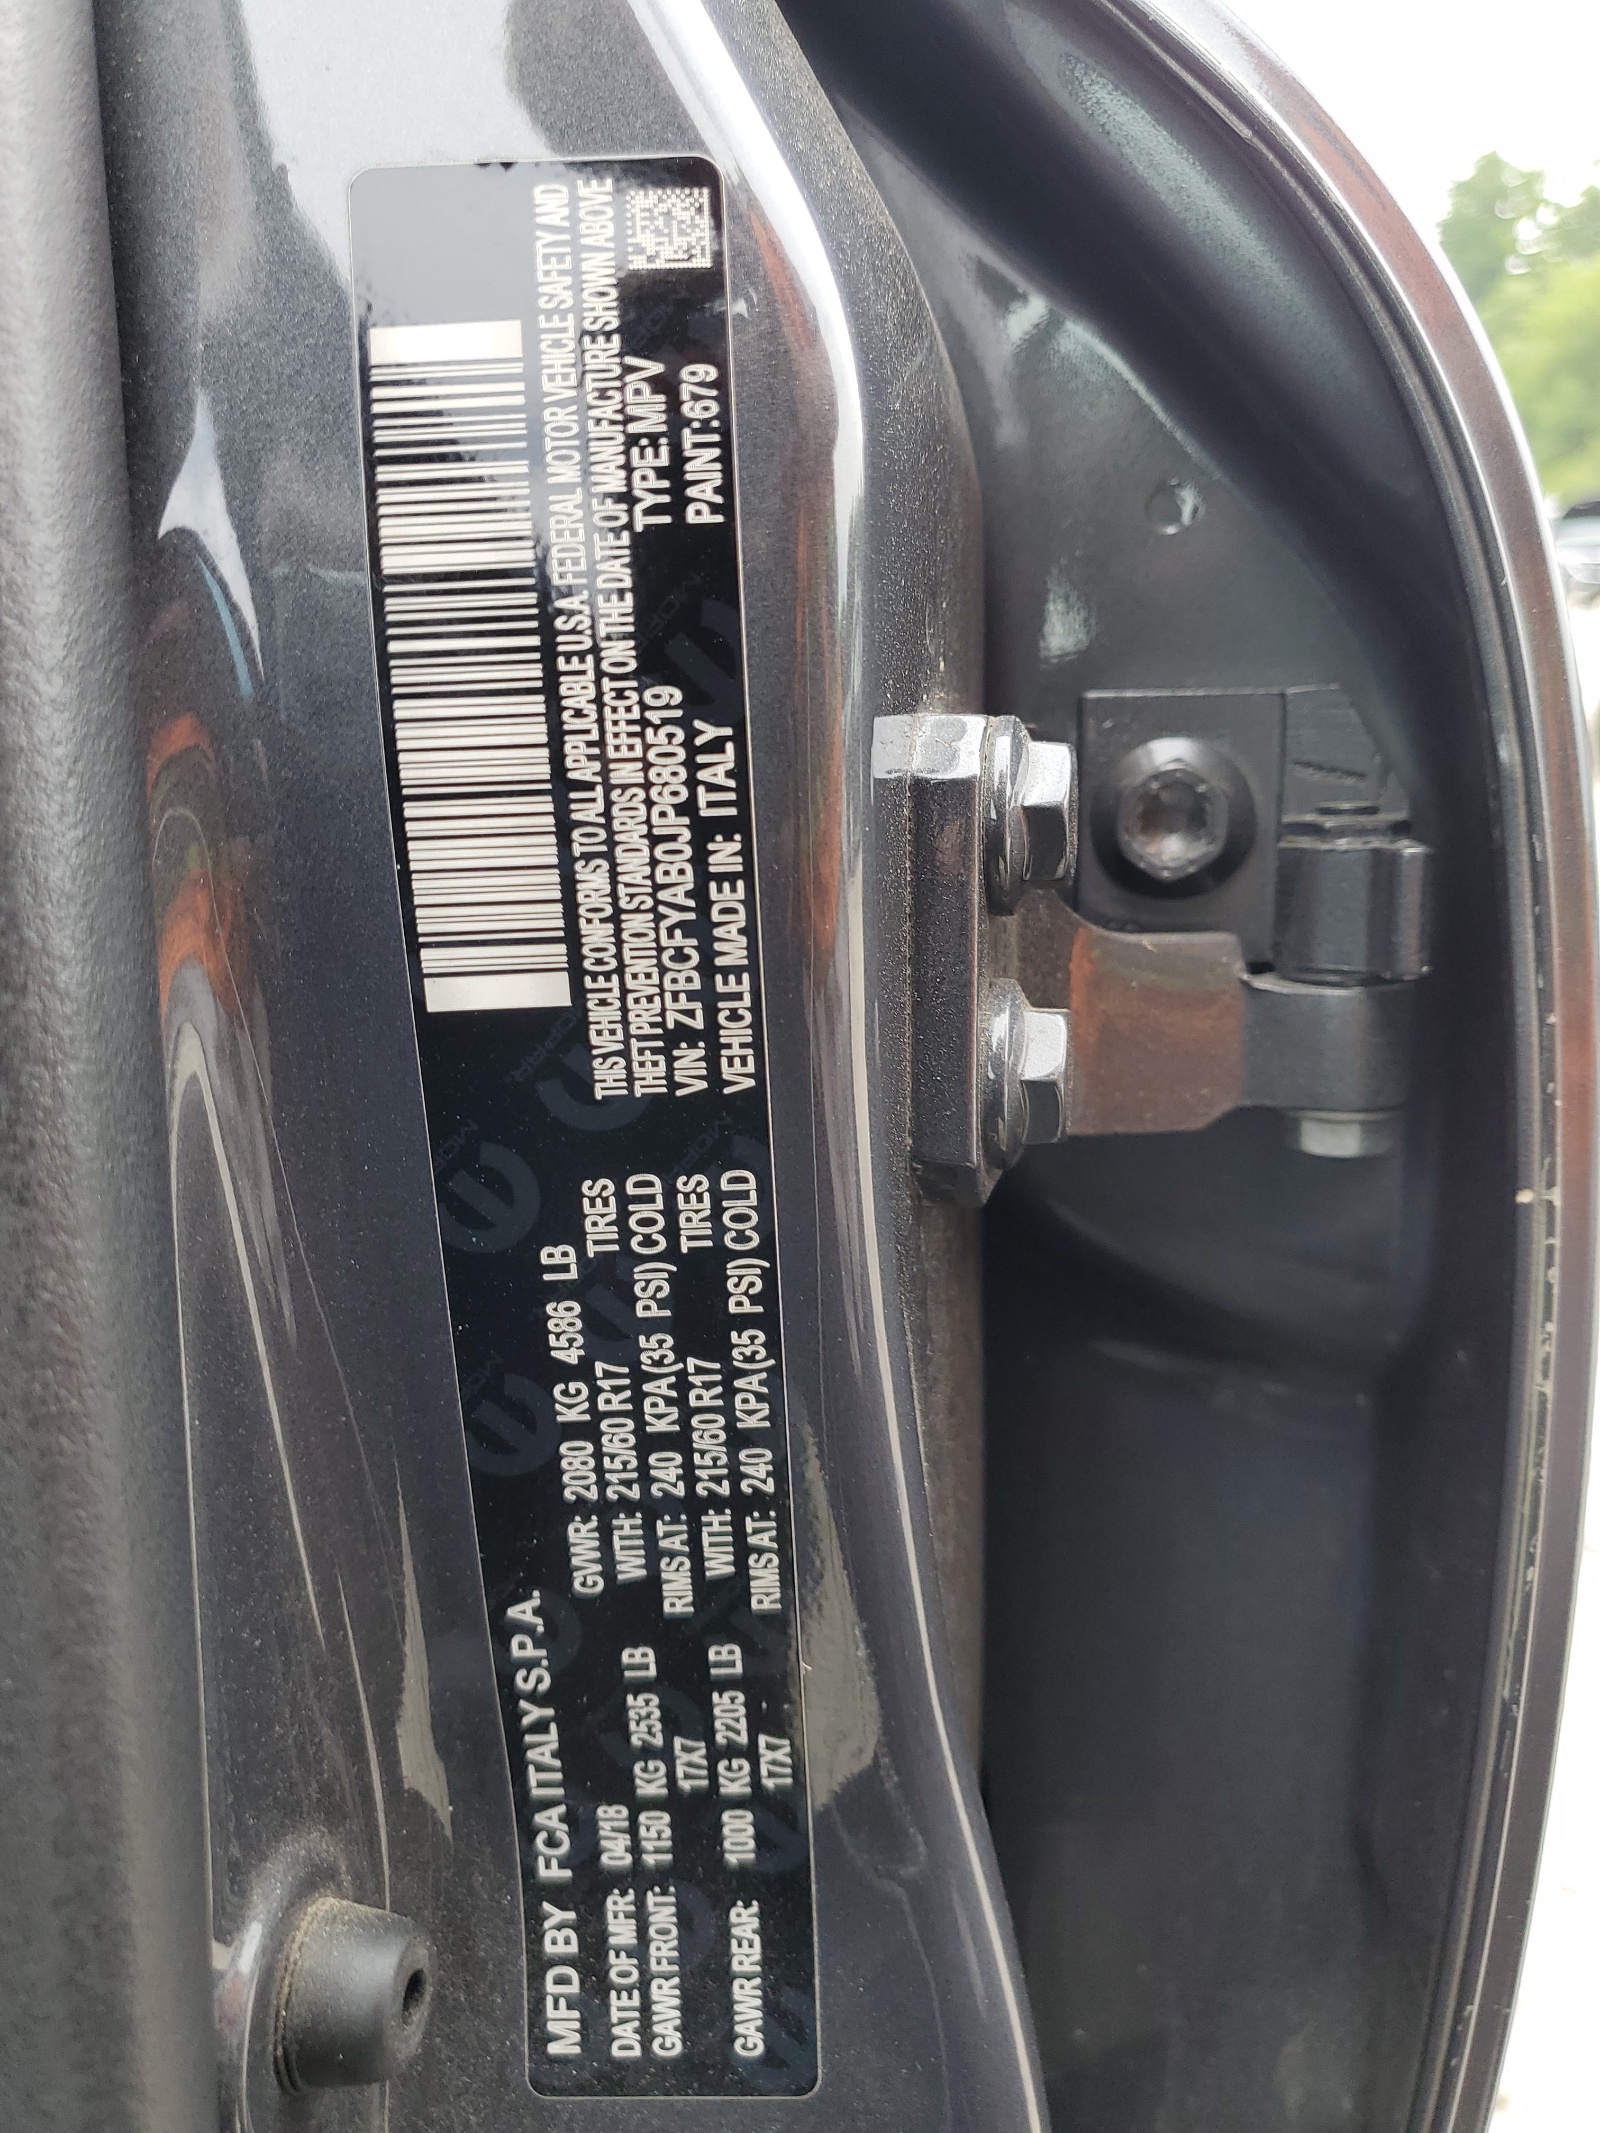 MFD BY FCA ITALY S.P.A.
DATE OF MFR: 04/18 GVWR: 2080 KG 4586 LB
GAWR FRONT: 1150 KG 2535 LB WITH: 215/60 R17 TIRES
17X7 RIMS AT: 240 KPA(35 PSI) COLD
GAWR REAR: 1000 KG 2205 LB WITH: 215/60 R17 TIRES
17X7 RIMS AT: 240 KPA(35 PSI) COLD
THIS VEHICLE CONFORMS TO ALL APPLICABLE U.S.A. FEDERAL MOTOR VEHICLE SAFETY AND
THEFT PREVENTION STANDARDS IN EFFECT ON THE DATE OF MANUFACTURE SHOWN ABOVE
VIN: ZFBCFYAB0JP680519 TYPE: MPV
VEHICLE MADE IN: ITALY PAINT:679
MOPAR
MOPAR